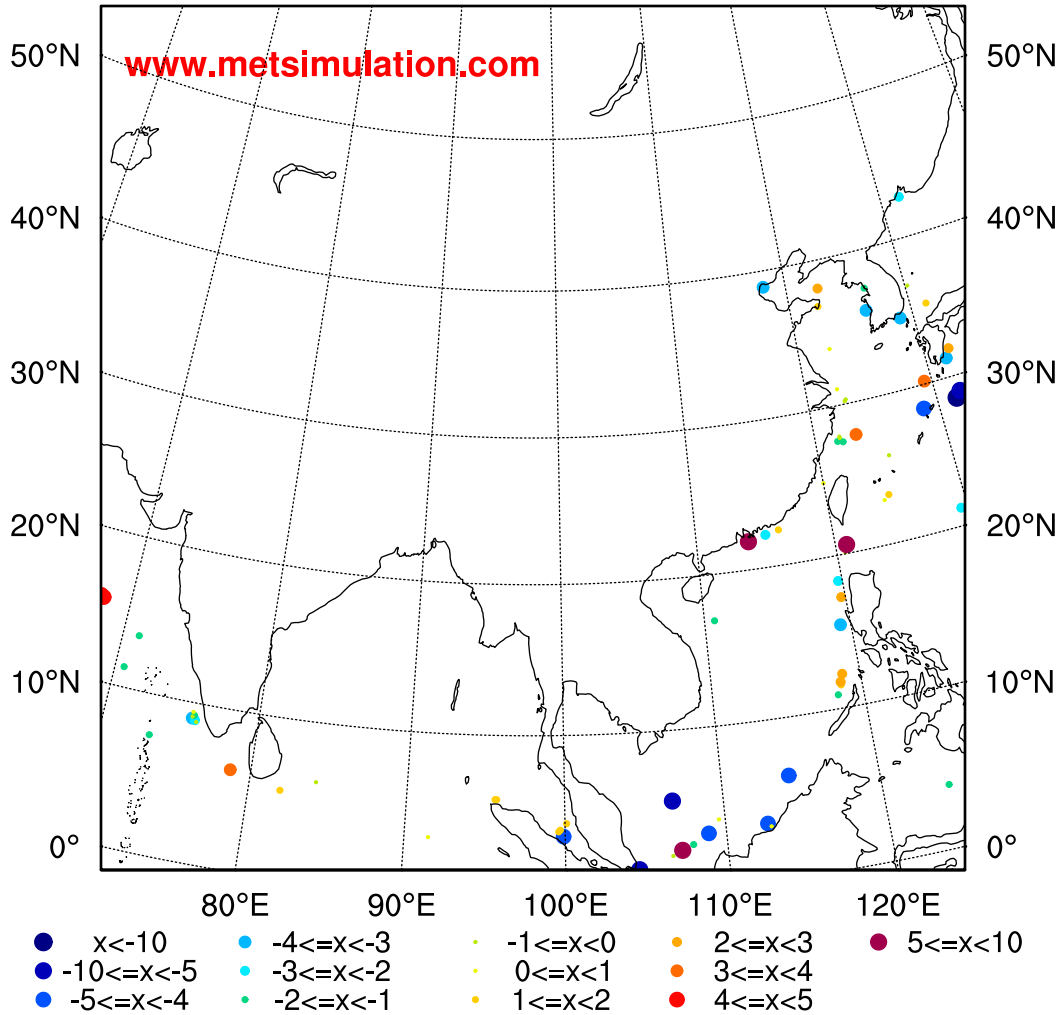 www.metsimulation.com
50°N 50°N
40°N 40°N
30°N 30°N
20°N 20°N
10°N 10°N
0° 0°
80°E 90°E 100°E 110°E 120°E
x<-10 -4<=x<-3 -1<=x<0 2<=x<3 5<=x<10
-10<=x<-5 -3<=x<-2 0<=x<1 3<=x<4
-5<=x<-4 -2<=x<-1 1<=x<2 4<=x<5